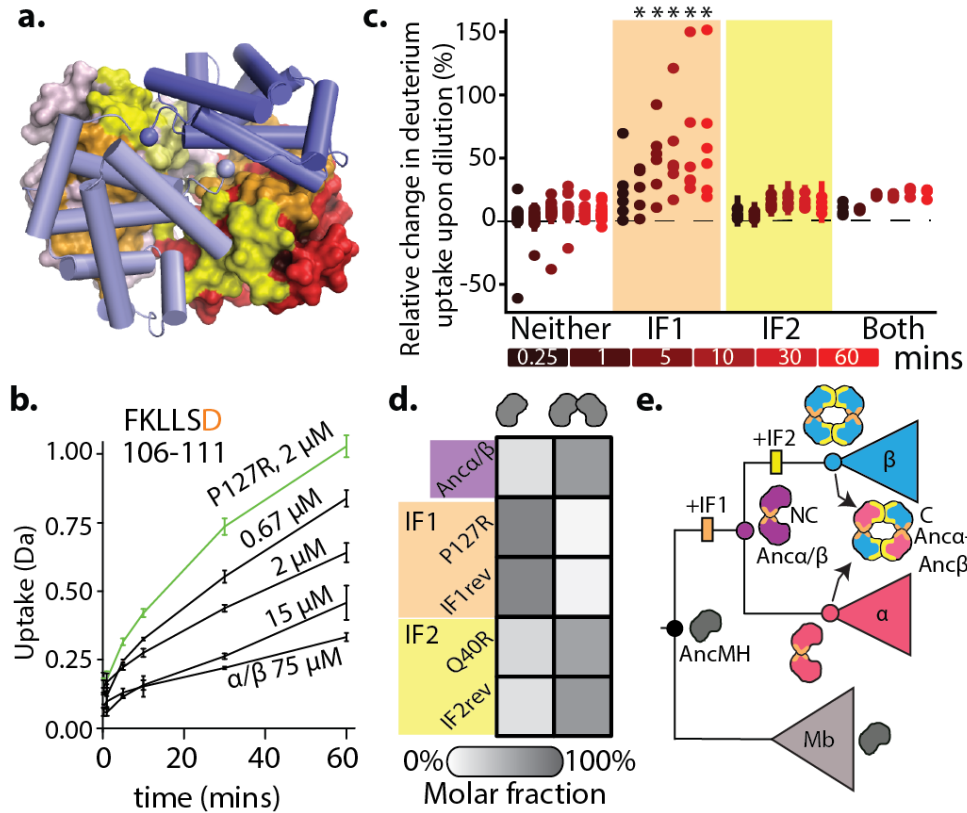 a.
b.
FKLLSD
106-111
Uptake (Da)
1.00
0.75
0.50
0.25
0.00
P127R, 2 µM
0.67 µM
2 µM
15 µM
α/β 75 µM
0
20
40
60
time (mins)
c.
* * * * *
Relative change in deuterium
uptake upon dilution (%)
150
100
50
0
-50
Neither
IF1
IF2
Both
0.25
1
5
10
30
60
mins
d.
Ancα/β
IF1
P127R
IF1rev
IF2
Q40R
IF2rev
0%
100%
Molar fraction
e.
+IF2
β
+IF1
NC
Ancα/β
C
Ancα-
Ancβ
α
AncMH
Mb